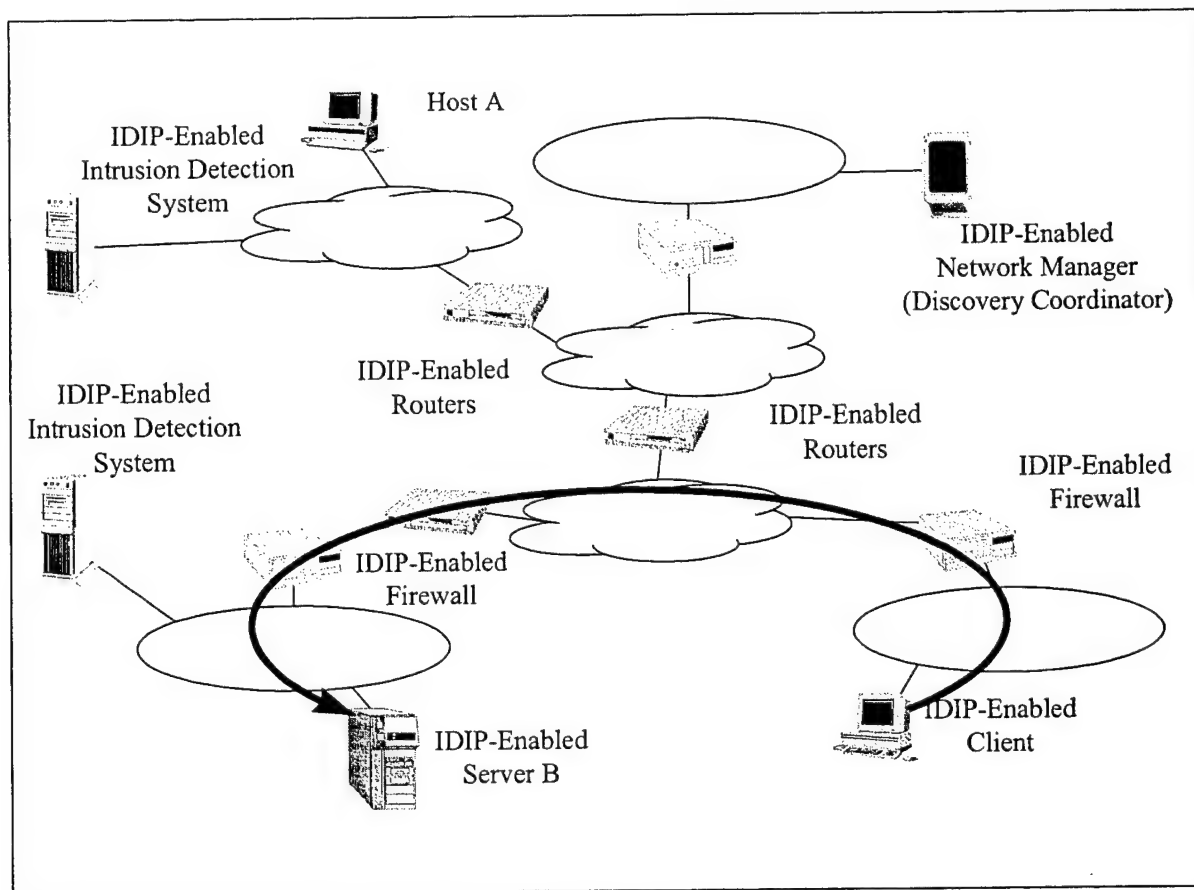 Host A
IDIP-Enabled
Intrusion Detection
System
IDIP-Enabled
Network Manager
(Discovery Coordinator)
IDIP-Enabled
Routers
IDIP-Enabled
Routers
IDIP-Enabled
Intrusion Detection
System
IDIP-Enabled
Firewall
IDIP-Enabled
Firewall
IDIP-Enabled
Server B
IDIP-Enabled
Client